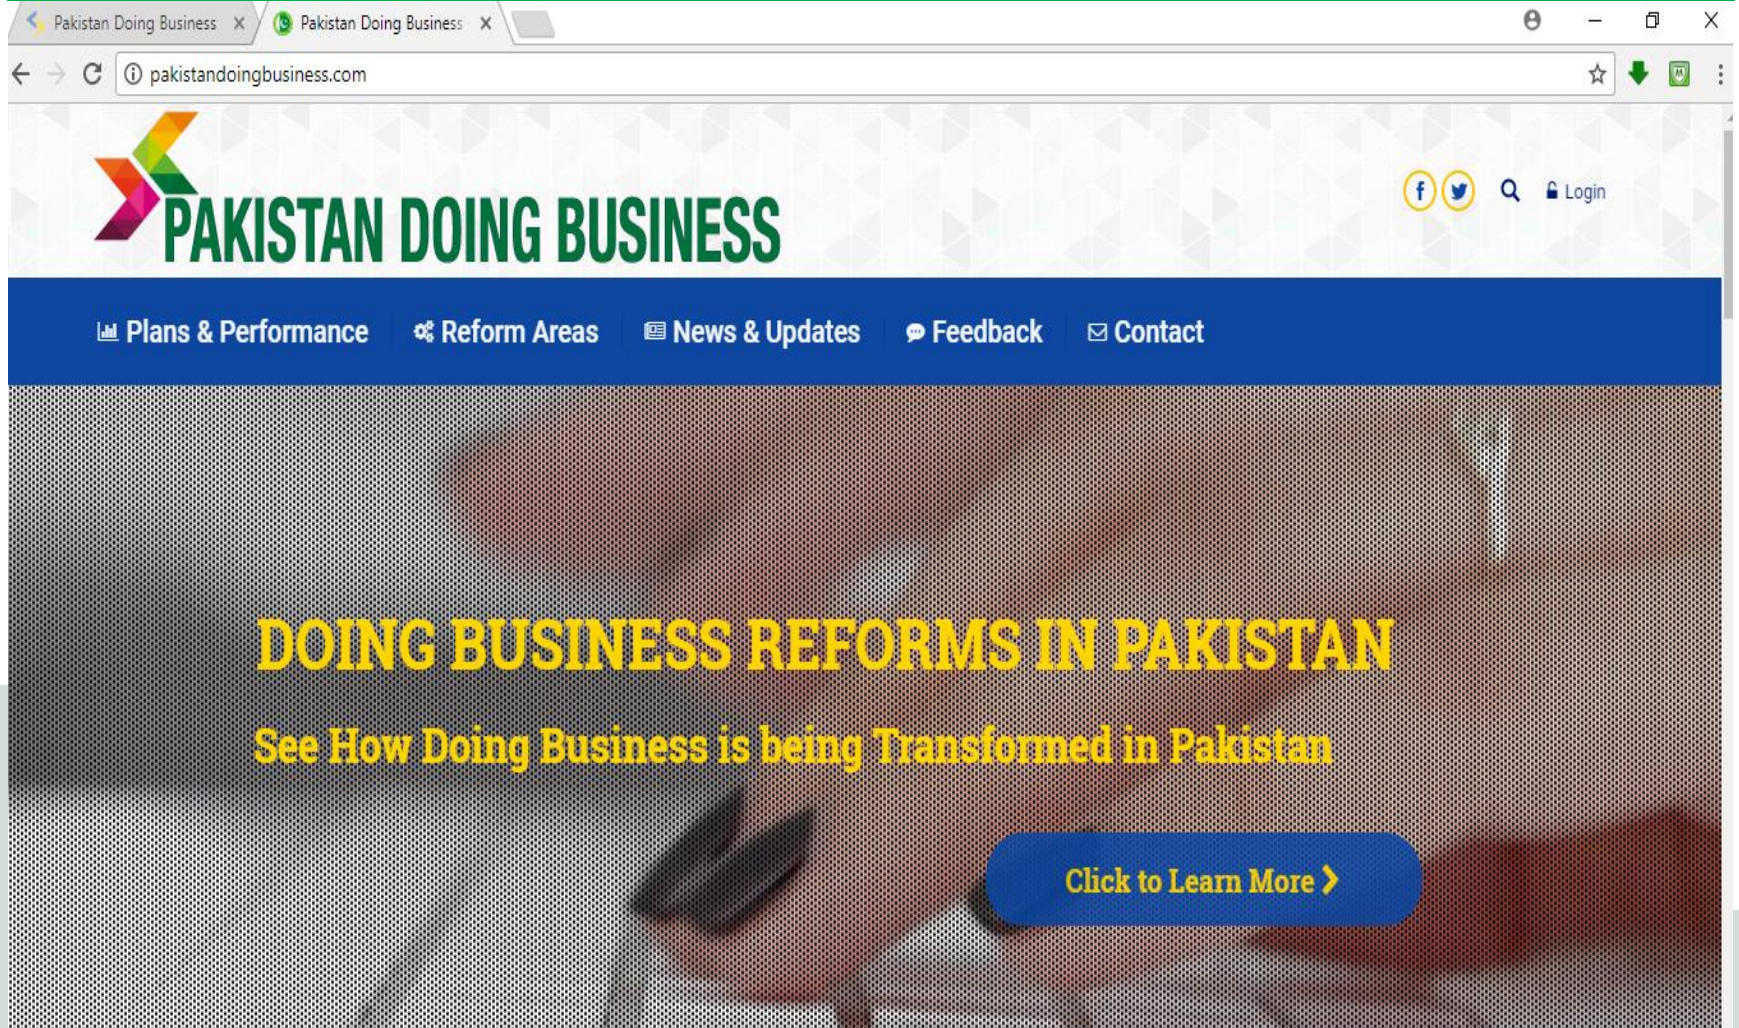 Pakistan Doing Business
Pakistan Doing Business
pakistandoingbusiness.com
PAKISTAN DOING BUSINESS
Login
Plans & Performance
Reform Areas
News & Updates
Feedback
Contact
DOING BUSINESS REFORMS IN PAKISTAN
See How Doing Business is being Transformed in Pakistan
Click to Learn More